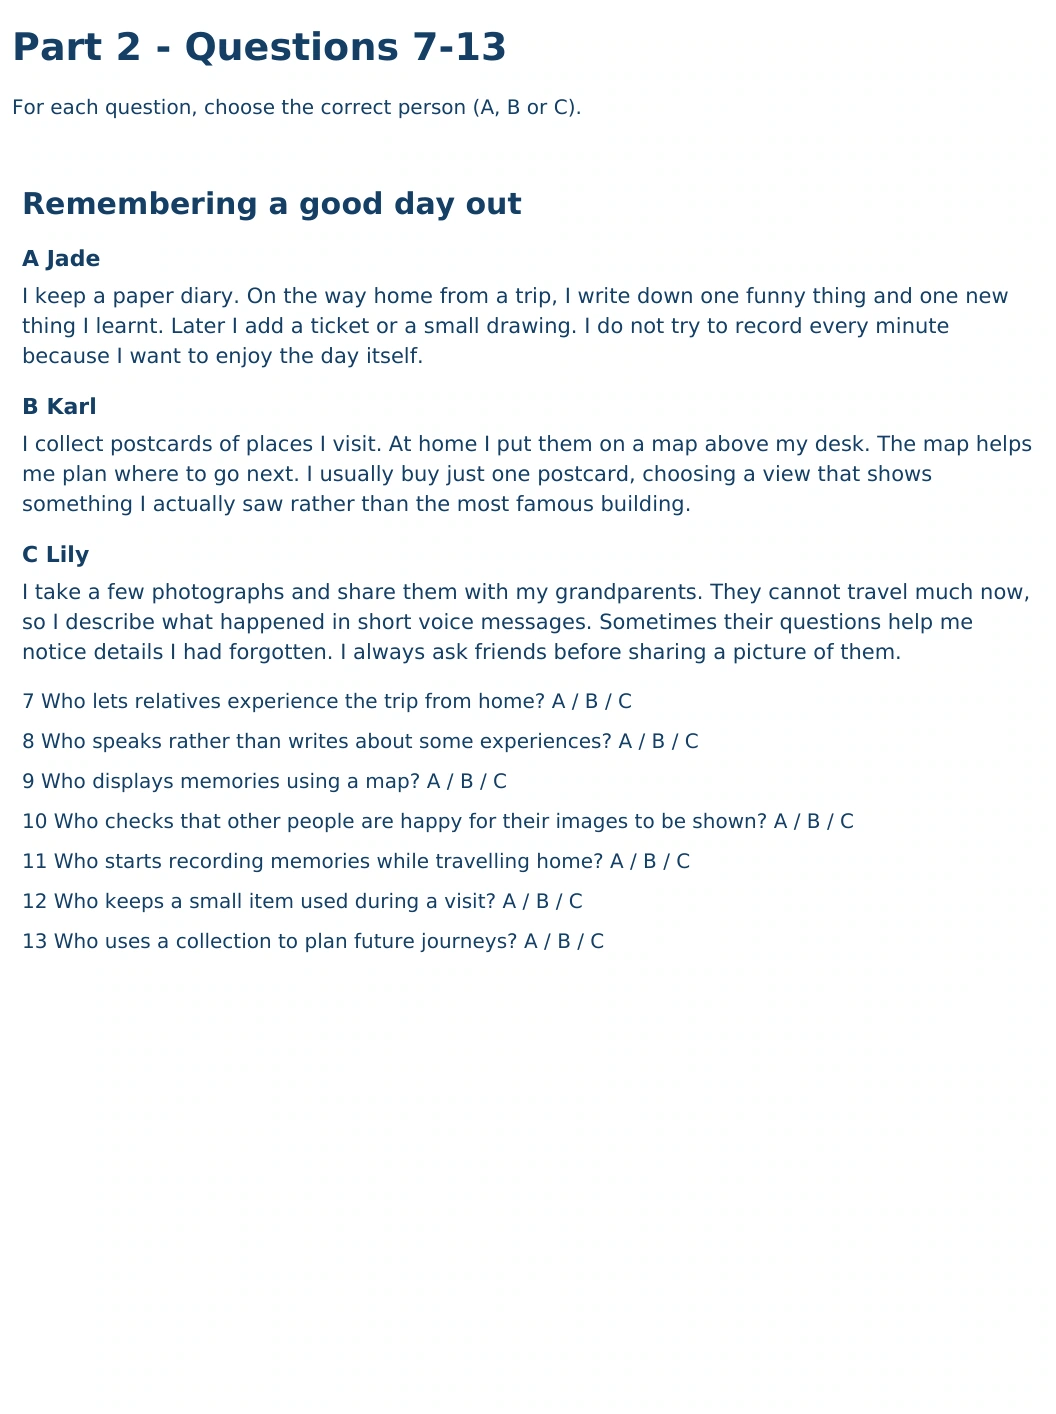 Part 2 - Questions 7-13
For each question, choose the correct person (A, B or C).
Remembering a good day out
A Jade
I keep a paper diary. On the way home from a trip, I write down one funny thing and one new
thing I learnt. Later I add a ticket or a small drawing. I do not try to record every minute
because I want to enjoy the day itself.
B Karl
I collect postcards of places I visit. At home I put them on a map above my desk. The map helps
me plan where to go next. I usually buy just one postcard, choosing a view that shows
something I actually saw rather than the most famous building.
C Lily
I take a few photographs and share them with my grandparents. They cannot travel much now,
so I describe what happened in short voice messages. Sometimes their questions help me
notice details I had forgotten. I always ask friends before sharing a picture of them.
7 Who lets relatives experience the trip from home? A / B / C
8 Who speaks rather than writes about some experiences? A / B / C
9 Who displays memories using a map? A / B / C
10 Who checks that other people are happy for their images to be shown? A / B / C
11 Who starts recording memories while travelling home? A / B / C
12 Who keeps a small item used during a visit? A / B / C
13 Who uses a collection to plan future journeys? A / B / C